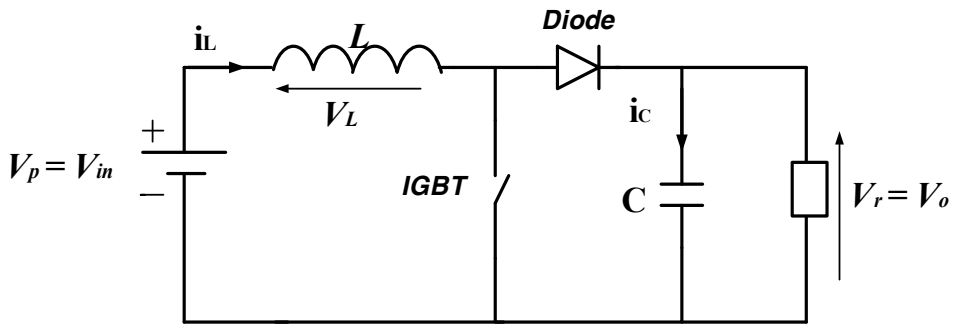 Diode
iL
L
VL
iC
+
Vp = Vin
−
IGBT
C
Vr = Vo